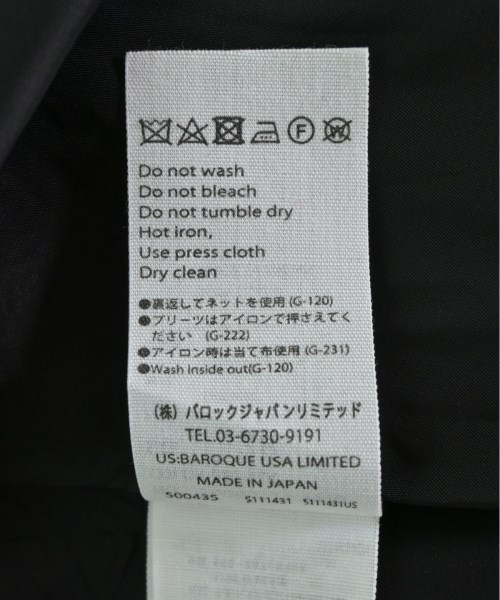 F W
Do not wash
Do not bleach
Do not tumble dry
Hot iron,
Use press cloth
Dry clean
●裏返してネットを使用 (G-120)
●プリーツはアイロンで押さえてく
ださい (G-222)
●アイロン時は当て布使用 (G-231)
●Wash inside out(G-120)
(株) バロックジャパンリミテッド
TEL.03-6730-9191
US:BAROQUE USA LIMITED
MADE IN JAPAN
500435 S111431 S111431US